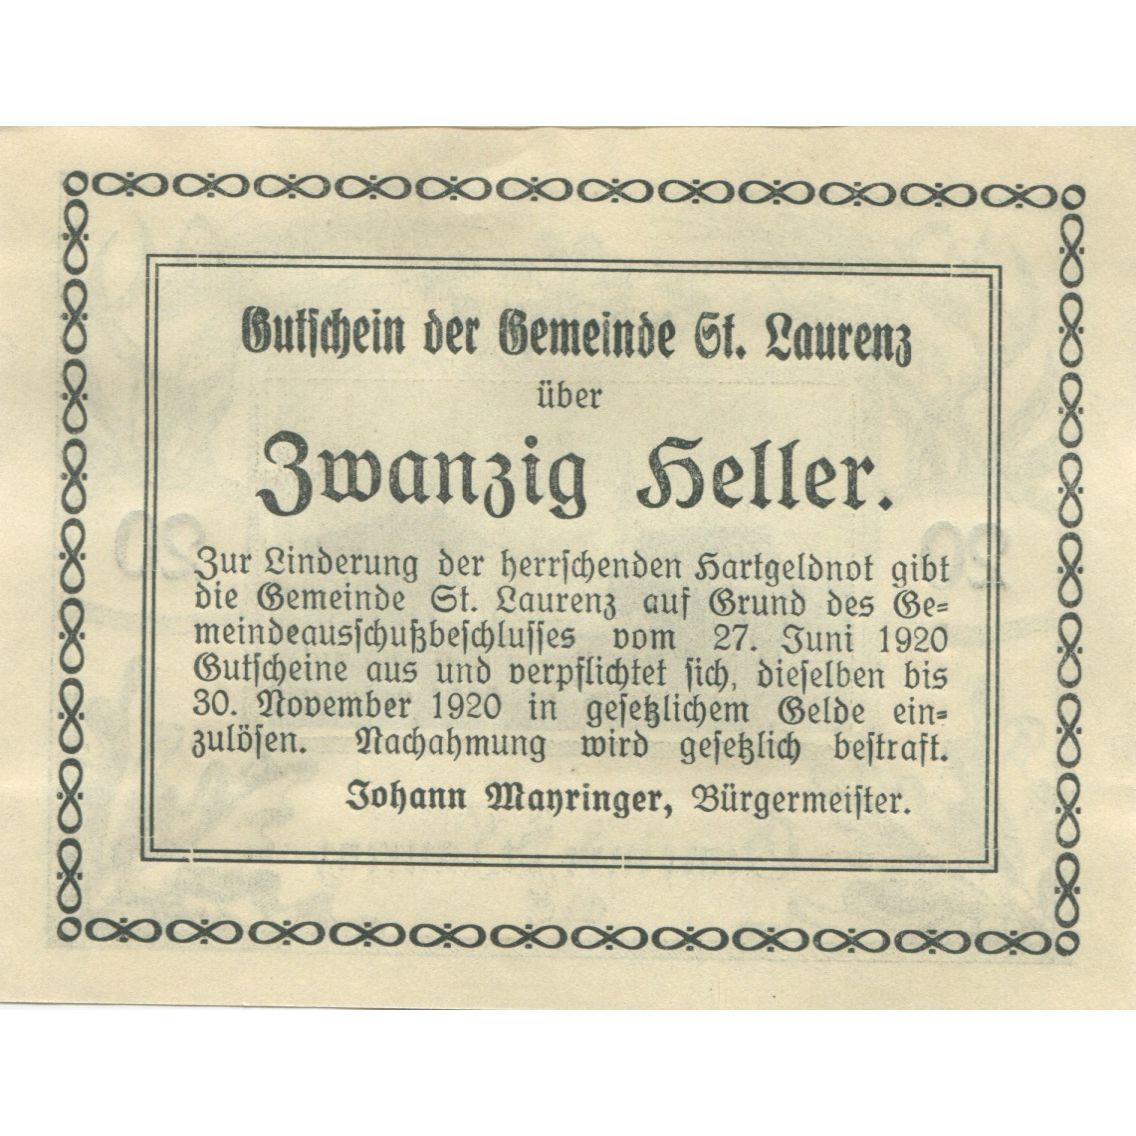 Gutschein der Gemeinde St. Laurenz
über
Zwanzig Heller.
Zur Linderung der herrschenden Hartgeldnot gibt
die Gemeinde St. Laurenz auf Grund des Ge=
meindeausschußbeschlusses vom 27. Juni 1920
Gutscheine aus und verpflichtet sich, dieselben bis
30. November 1920 in gesetzlichem Gelde ein=
zulösen. Nachahmung wird gesetzlich bestraft.
Johann Mayringer, Bürgermeister.